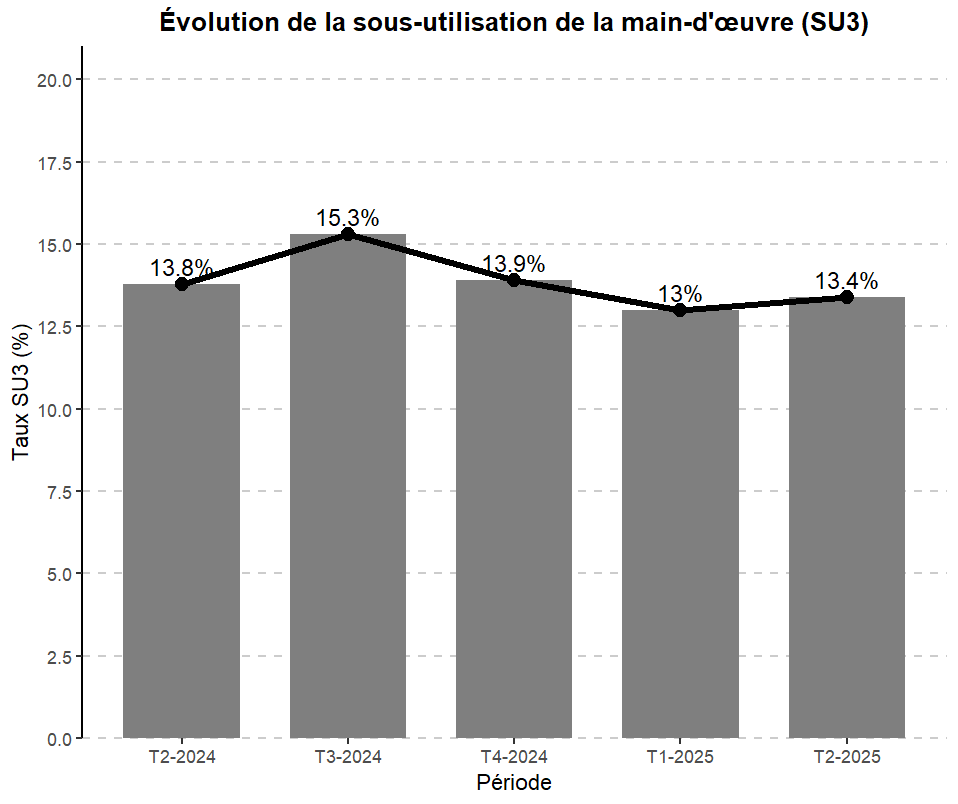 Évolution de la sous-utilisation de la main-d'œuvre (SU3)
Taux SU3 (%)
20.0
17.5
15.0
12.5
10.0
7.5
5.0
2.5
0.0
13.8%
15.3%
13.9%
13%
13.4%
T2-2024
T3-2024
T4-2024
T1-2025
T2-2025
Période